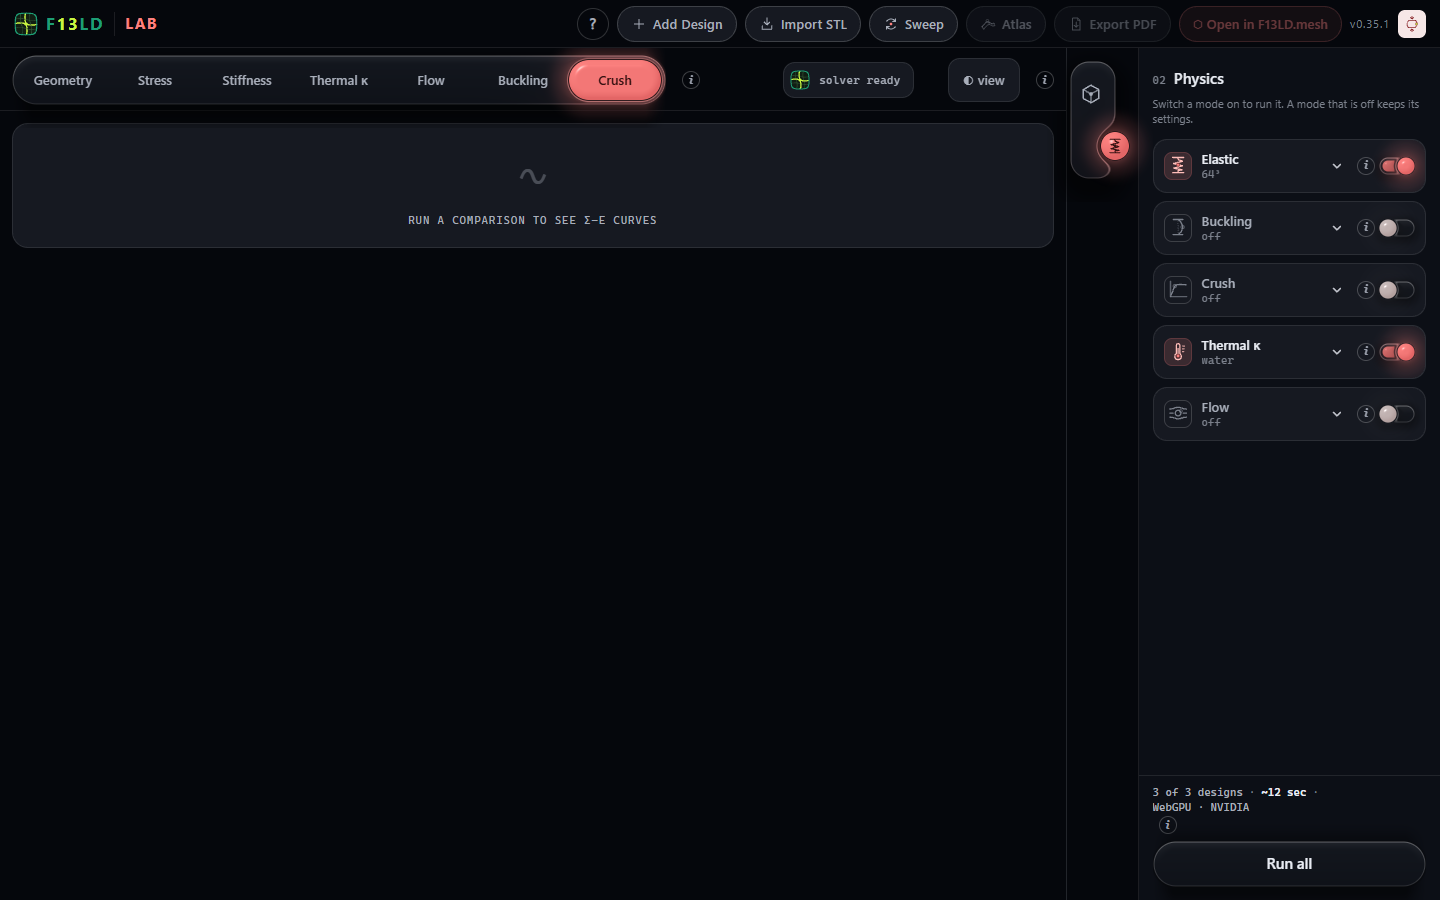 F13LD LAB
?
Add Design
Import STL
Sweep
Atlas
Export PDF
Open in F13LD.mesh
v0.35.1
Geometry
Stress
Stiffness
Thermal κ
Flow
Buckling
Crush
i
solver ready
view
i
RUN A COMPARISON TO SEE Σ–Ε CURVES
02 Physics
Switch a mode on to run it. A mode that is off keeps its
settings.
Elastic
64³
i
Buckling
off
i
Crush
off
i
Thermal κ
water
i
Flow
off
i
3 of 3 designs · ~12 sec ·
WebGPU · NVIDIA
i
Run all